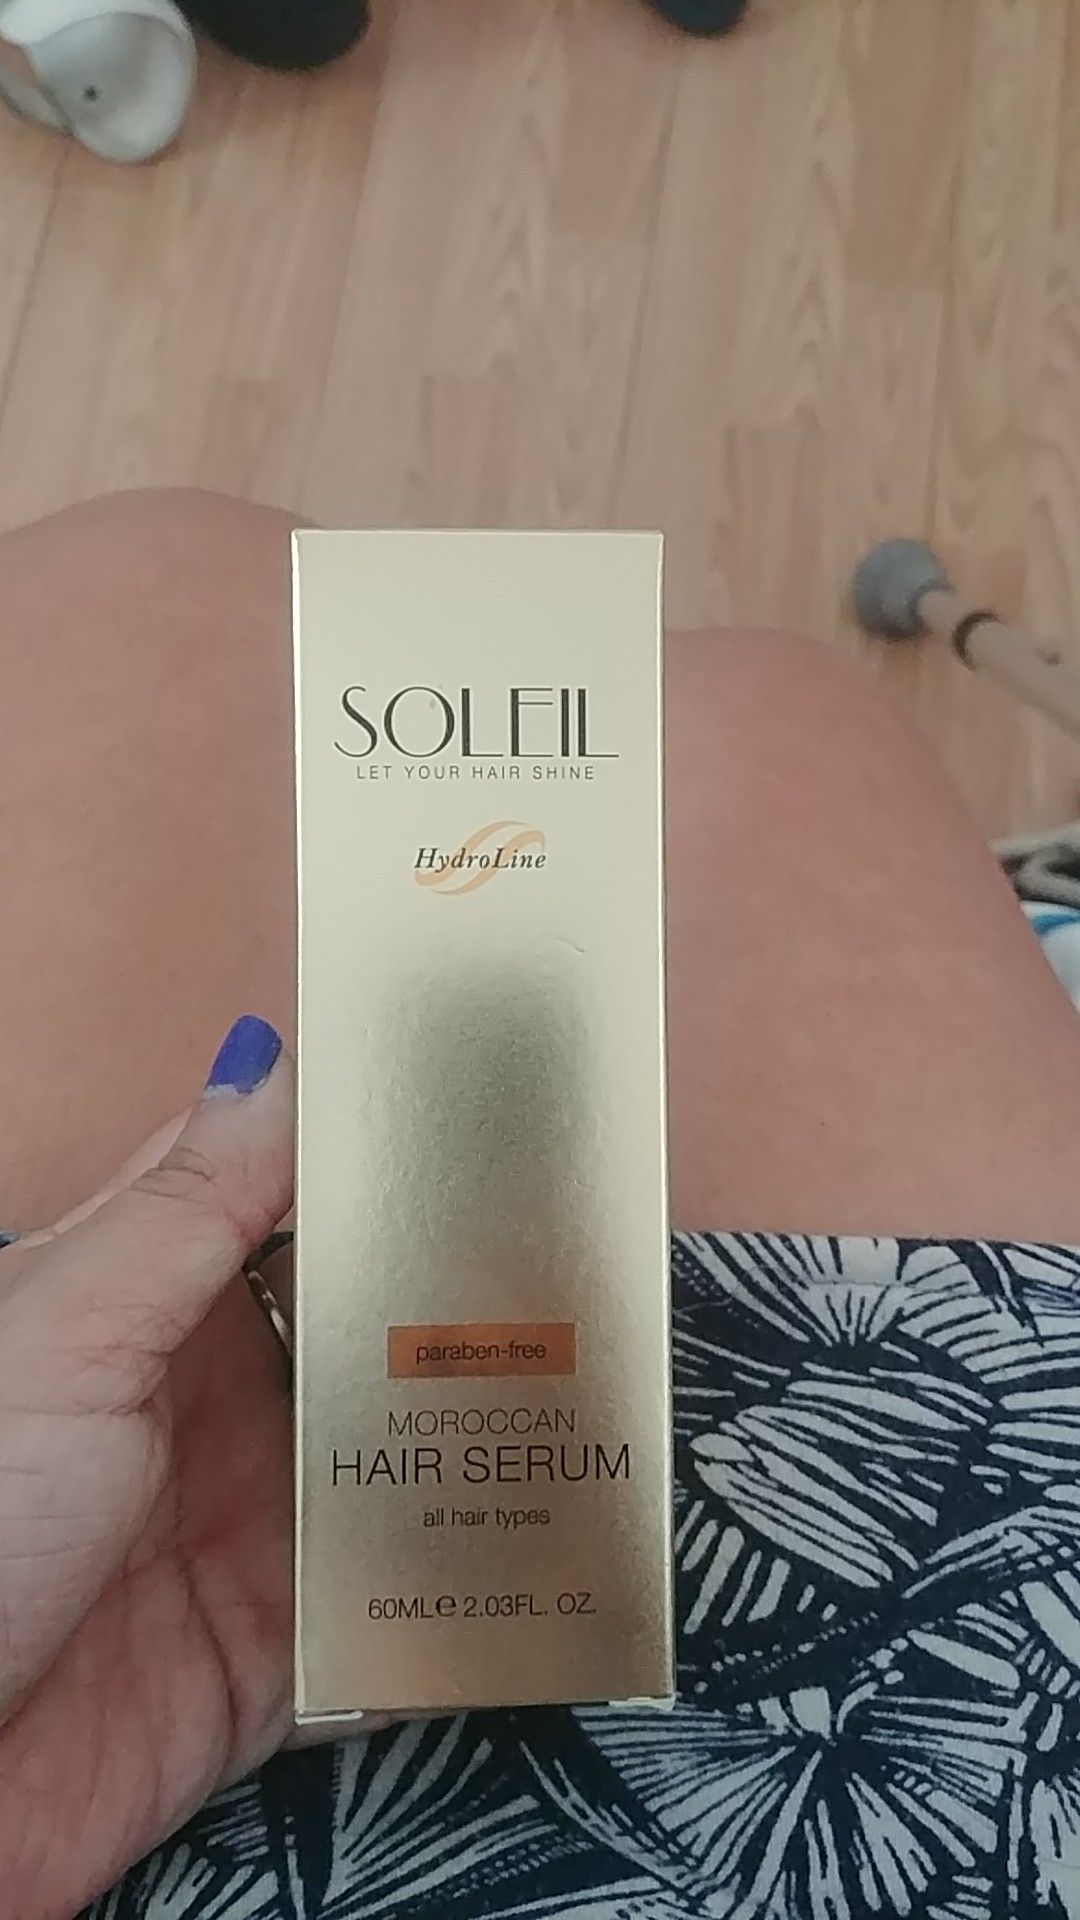 SOLEIL
LET YOUR HAIR SHINE
HydroLine
paraben-free
MOROCCAN
HAIR SERUM
all hair types
60ML℮ 2.03FL. OZ.